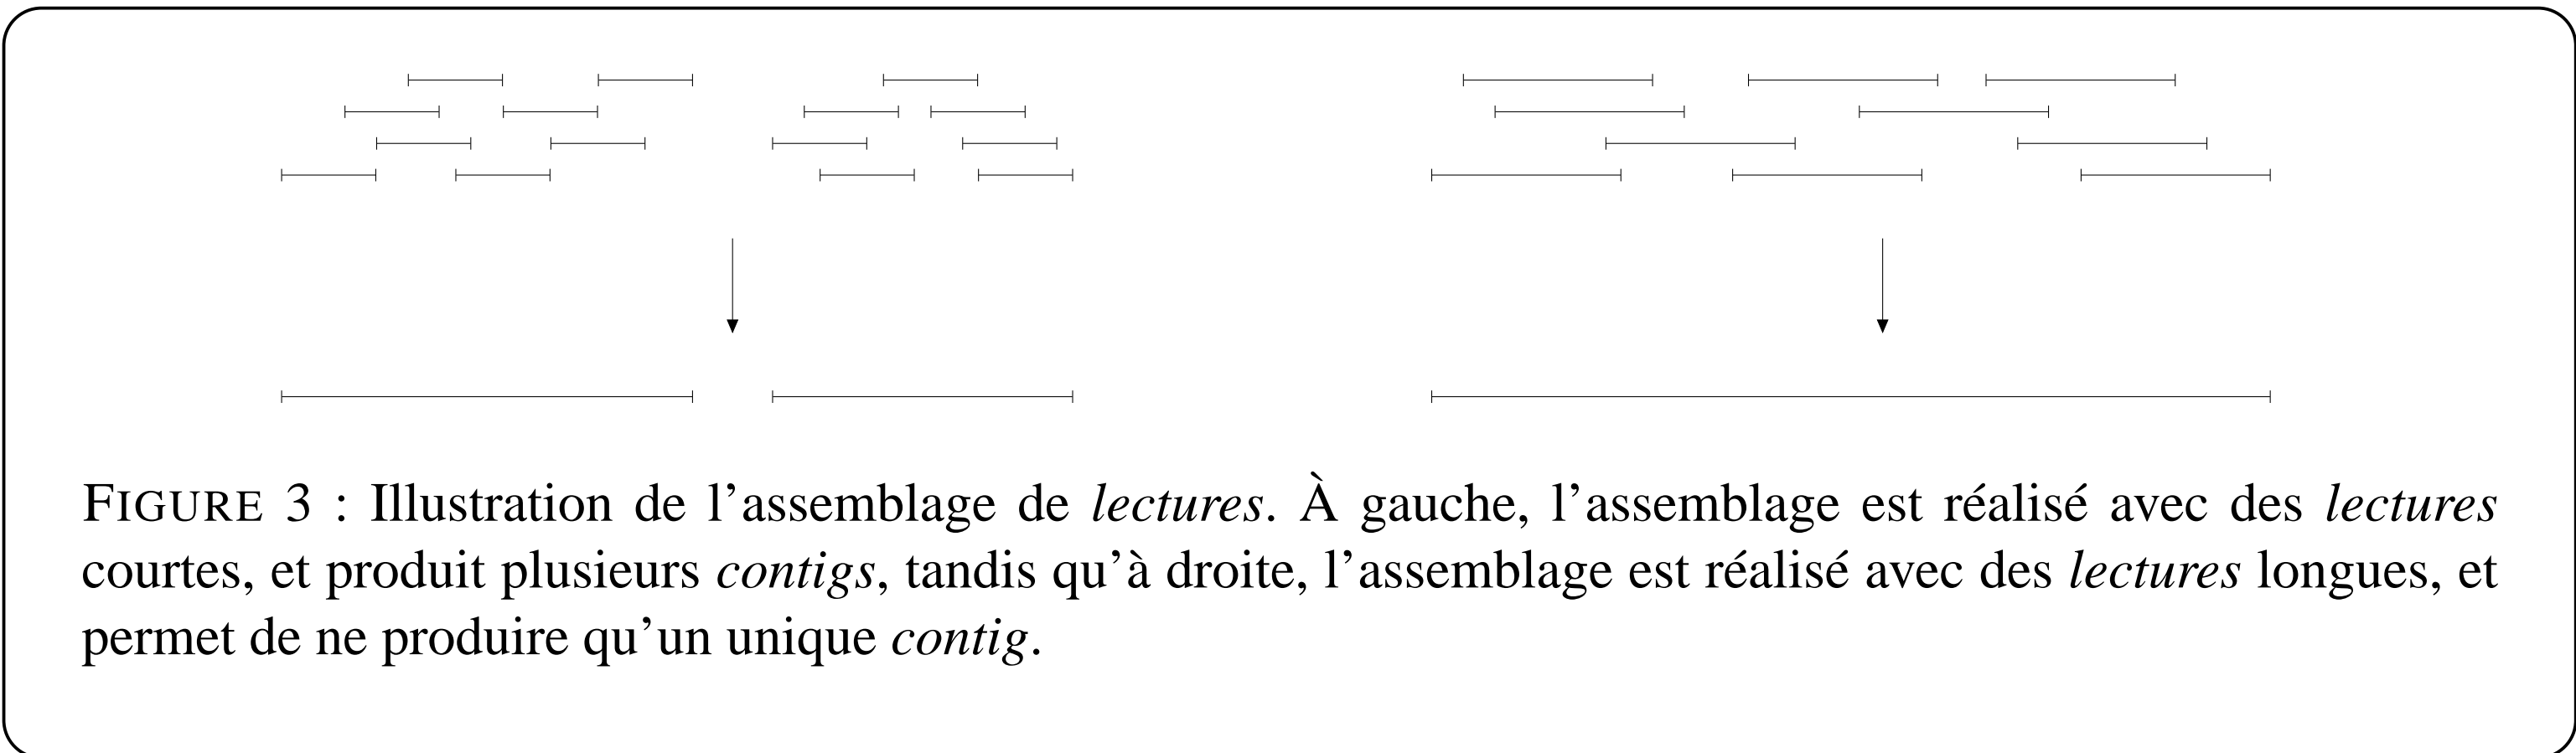 FIGURE 3 : Illustration de l’assemblage de lectures. À gauche, l’assemblage est réalisé avec des lectures
courtes, et produit plusieurs contigs, tandis qu’à droite, l’assemblage est réalisé avec des lectures longues, et
permet de ne produire qu’un unique contig.